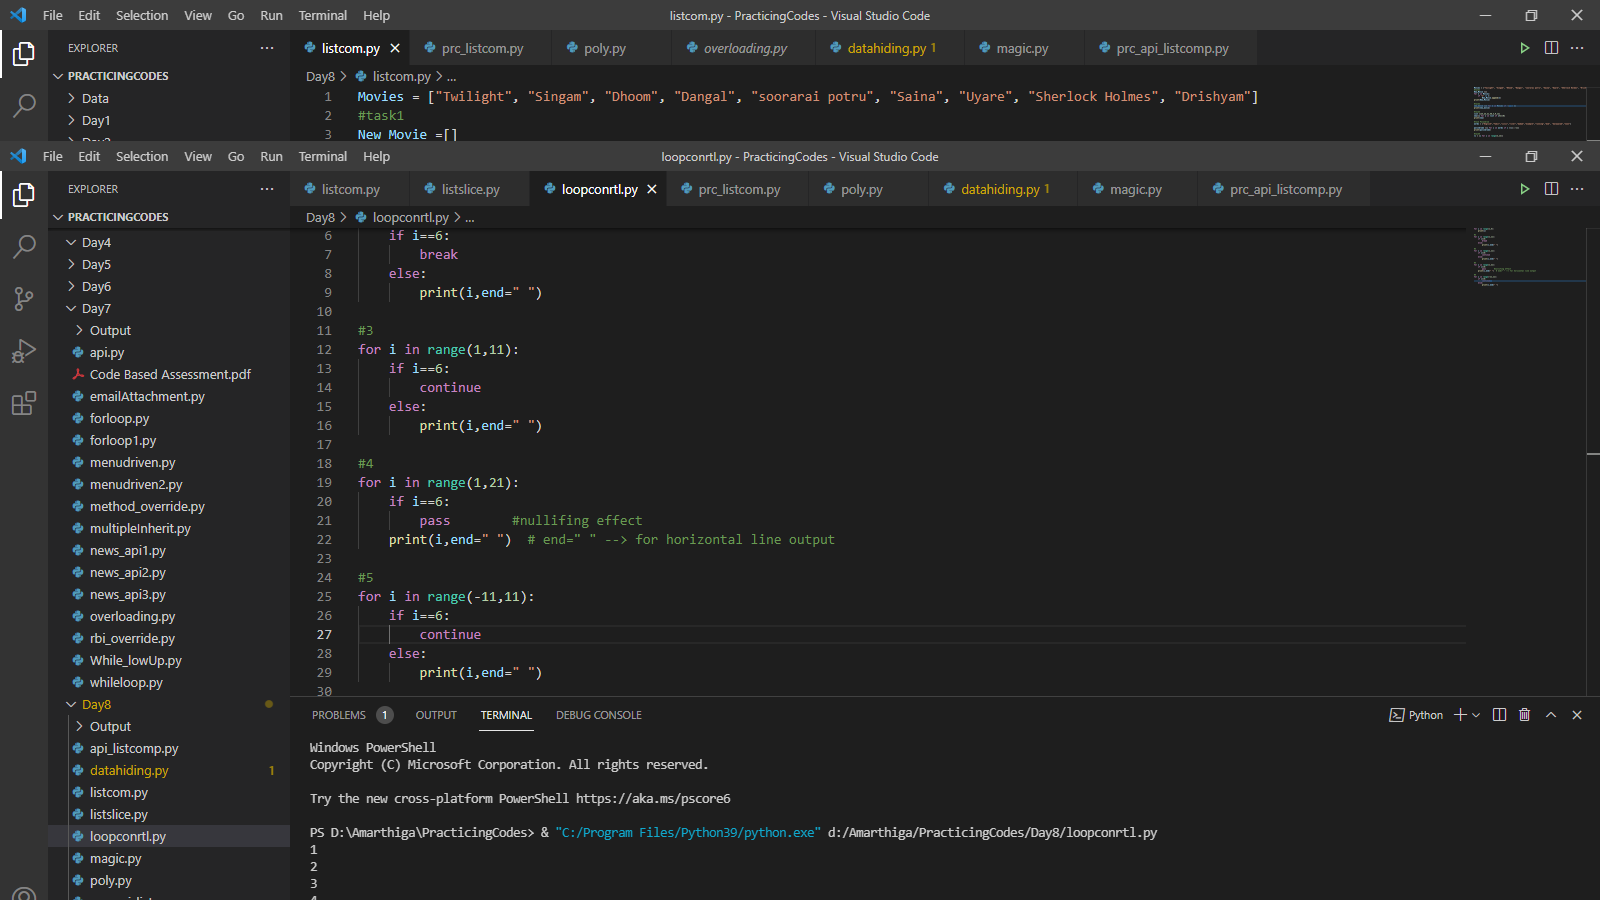 File Edit Selection View Go Run Terminal Help listcom.py - PracticingCodes - Visual Studio Code
EXPLORER ··· listcom.py prc_listcom.py poly.py overloading.py datahiding.py 1 magic.py prc_api_listcomp.py
PRACTICINGCODES Day8 > listcom.py > ...
Data 1 Movies = ["Twilight", "Singam", "Dhoom", "Dangal", "soorarai potru", "Saina", "Uyare", "Sherlock Holmes", "Drishyam"]
2 #task1
Day1
3 New Movie =[]
File Edit Selection View Go Run Terminal Help loopconrtl.py - PracticingCodes - Visual Studio Code
EXPLORER ··· listcom.py listslice.py loopconrtl.py prc_listcom.py poly.py datahiding.py 1 magic.py prc_api_listcomp.py
PRACTICINGCODES Day8 > loopconrtl.py > ...
Day4
Day5
Day6
Day7
Output
api.py
Code Based Assessment.pdf
emailAttachment.py
forloop.py
forloop1.py
menudriven.py
menudriven2.py
method_override.py
multipleInherit.py
news_api1.py
news_api2.py
news_api3.py
overloading.py
rbi_override.py
While_lowUp.py
whileloop.py
Day8
Output
api_listcomp.py
datahiding.py 1
listcom.py
listslice.py
loopconrtl.py
magic.py
poly.py
6 if i==6:
7 break
8 else:
9 print(i,end=" ")
10
11 #3
12 for i in range(1,11):
13 if i==6:
14 continue
15 else:
16 print(i,end=" ")
17
18 #4
19 for i in range(1,21):
20 if i==6:
21 pass #nullifing effect
22 print(i,end=" ") # end=" " --> for horizontal line output
23
24 #5
25 for i in range(-11,11):
26 if i==6:
27 continue
28 else:
29 print(i,end=" ")
30
PROBLEMS 1 OUTPUT TERMINAL DEBUG CONSOLE Python
Windows PowerShell
Copyright (C) Microsoft Corporation. All rights reserved.
Try the new cross-platform PowerShell https://aka.ms/pscore6
PS D:\Amarthiga\PracticingCodes> & "C:/Program Files/Python39/python.exe" d:/Amarthiga/PracticingCodes/Day8/loopconrtl.py
1
2
3